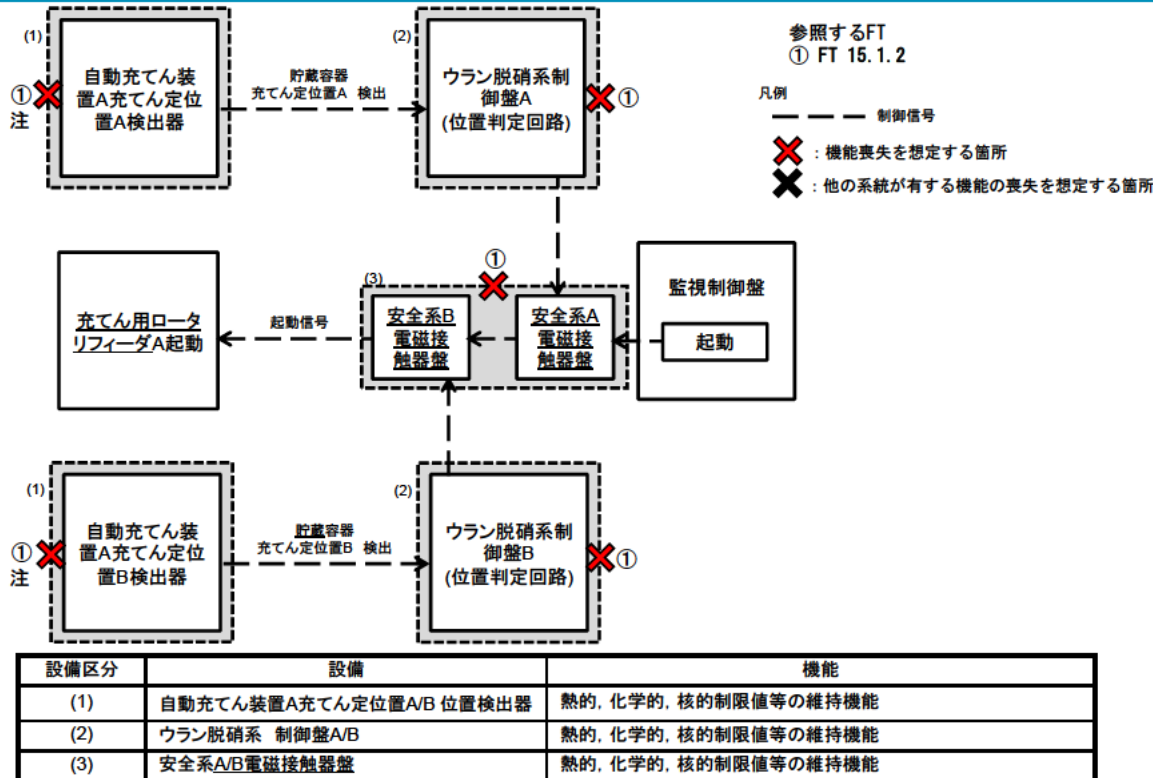 (1)
自動充てん装
置A充てん定位
置A検出器
①
注
貯蔵容器
充てん定位置A 検出
(2)
ウラン脱硝系制
御盤A
(位置判定回路)
①
参照するFT
① FT 15.1.2
凡例
制御信号
：機能喪失を想定する箇所
：他の系統が有する機能の喪失を想定する箇所
充てん用ロータ
リフィーダA起動
起動信号
(3)
①
安全系B
電磁接
触器盤
安全系A
電磁接
触器盤
監視制御盤
起動
(1)
自動充てん装
置A充てん定位
置B検出器
①
注
貯蔵容器
充てん定位置B 検出
(2)
ウラン脱硝系制
御盤B
(位置判定回路)
①
設備区分 設備 機能
(1) 自動充てん装置A充てん定位置A/B 位置検出器 熱的, 化学的, 核的制限値等の維持機能
(2) ウラン脱硝系 制御盤A/B 熱的, 化学的, 核的制限値等の維持機能
(3) 安全系A/B電磁接触器盤 熱的, 化学的, 核的制限値等の維持機能